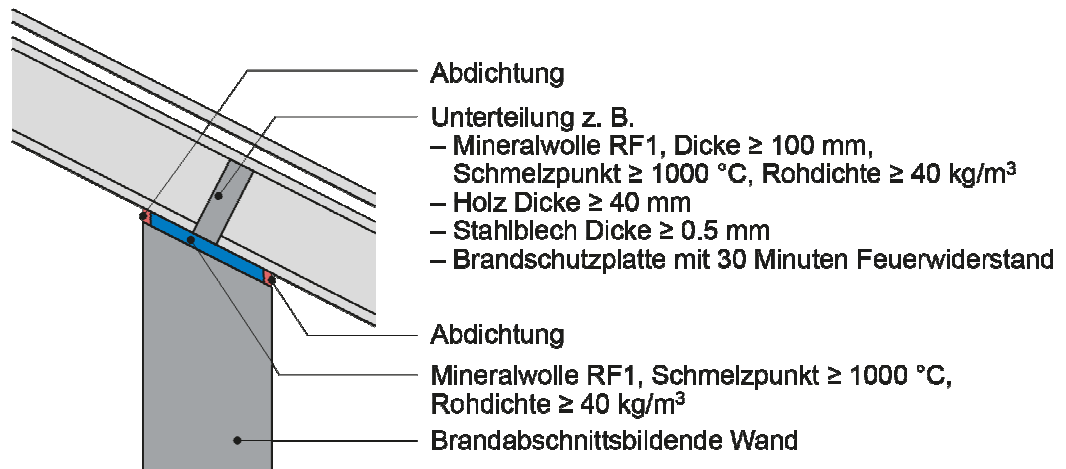 Abdichtung
Unterteilung z. B.
– Mineralwolle RF1, Dicke ≥ 100 mm,
Schmelzpunkt ≥ 1000 °C, Rohdichte ≥ 40 kg/m³
– Holz Dicke ≥ 40 mm
– Stahlblech Dicke ≥ 0.5 mm
– Brandschutzplatte mit 30 Minuten Feuerwiderstand
Abdichtung
Mineralwolle RF1, Schmelzpunkt ≥ 1000 °C,
Rohdichte ≥ 40 kg/m³
Brandabschnittsbildende Wand